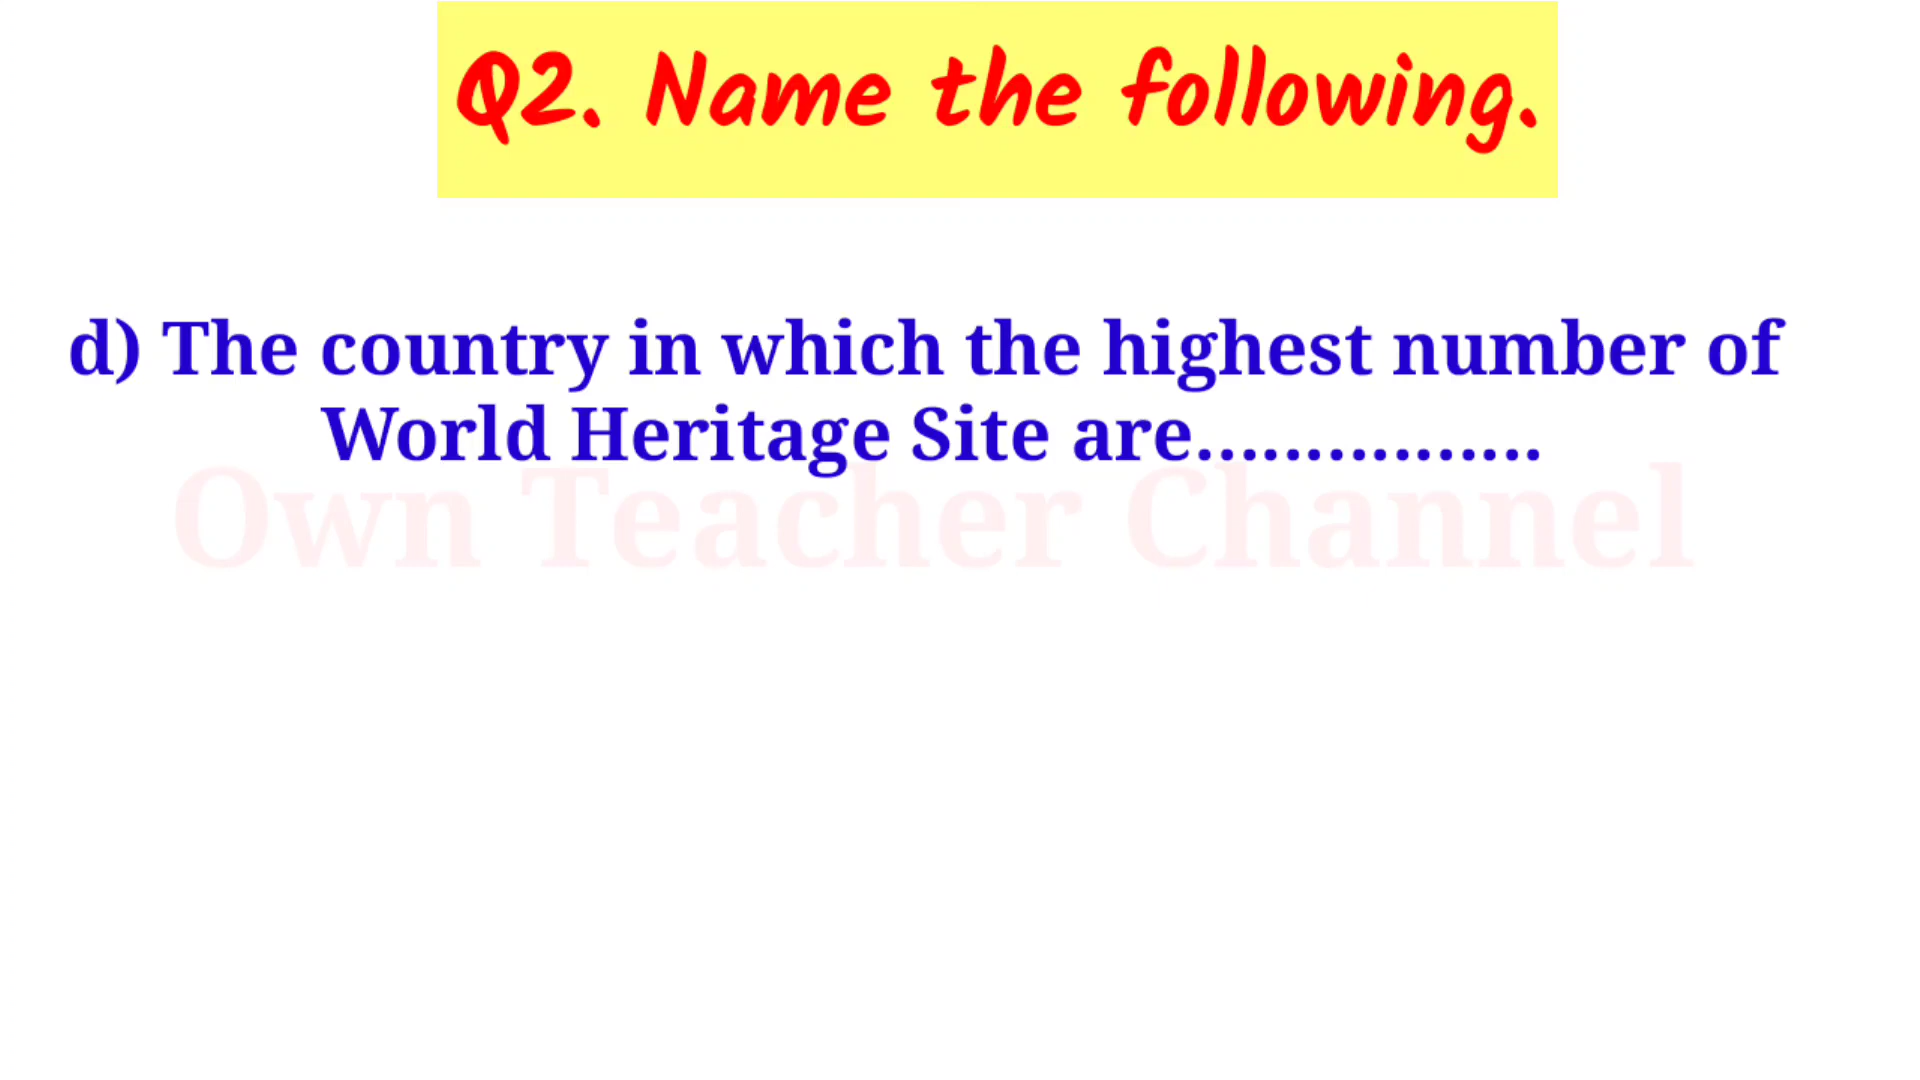 Q2. Name the following.
d) The country in which the highest number of
World Heritage Site are................
Own Teacher Channel